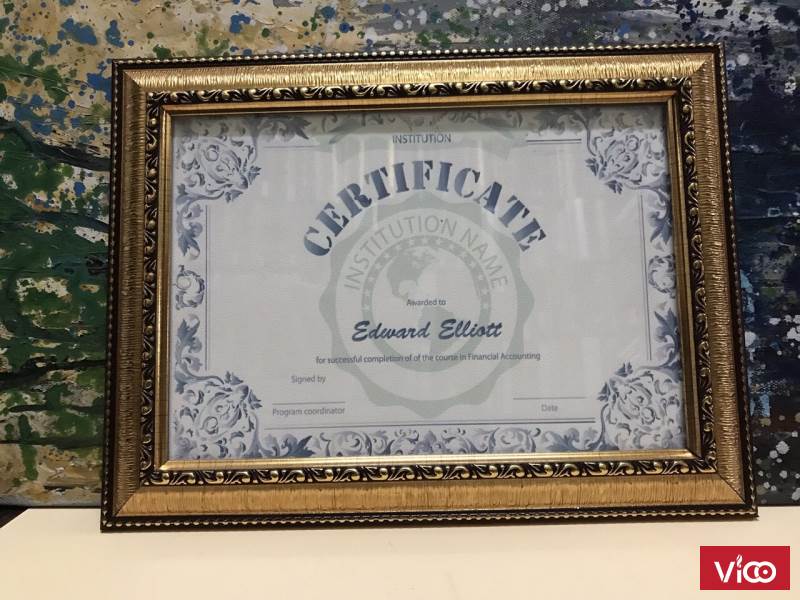 INSTITUTION
CERTIFICATE
INSTITUTION NAME
Awarded to
Edward Elliott
for successful completion of of the course in Financial Accounting
Signed by
Program coordinator
Date
ViCO